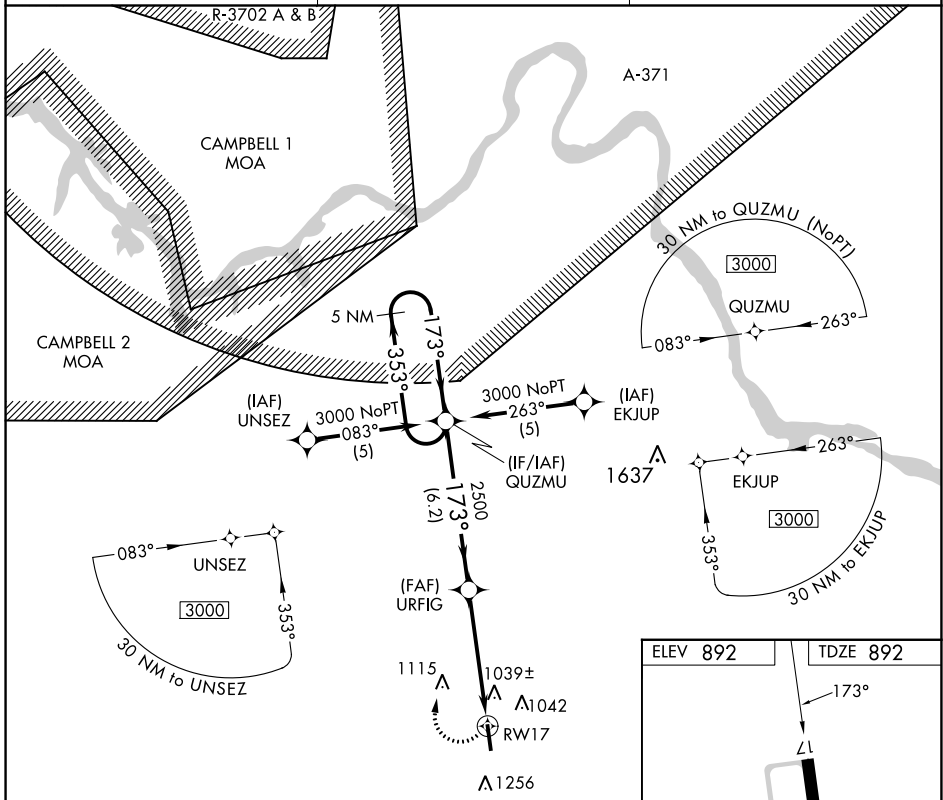 R-3702 A & B
A-371
CAMPBELL 1
MOA
30 NM to QUZMU (NoPT)
3000
QUZMU
083°
263°
5 NM
173°
353°
CAMPBELL 2
MOA
(IAF)
UNSEZ
3000 NoPT
083°
(5)
3000 NoPT
263°
(5)
(IAF)
EKJUP
(IF/IAF)
QUZMU
1637
263°
EKJUP
3000
353°
30 NM to EKJUP
2500
173°
(6.2)
083°
UNSEZ
3000
353°
30 NM to UNSEZ
(FAF)
URFIG
1115
1039±
1042
RW17
1256
ELEV 892
TDZE 892
173°
17